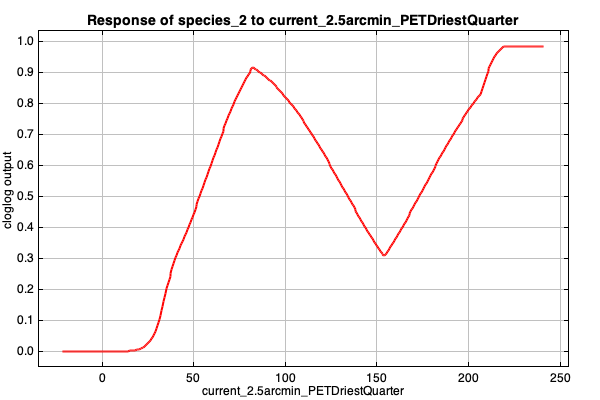 Response of species_2 to current_2.5arcmin_PETDriestQuarter
1.0
0.9
0.8
0.7
0.6
0.5
0.4
0.3
0.2
0.1
0.0
cloglog output
0 50 100 150 200 250
current_2.5arcmin_PETDriestQuarter